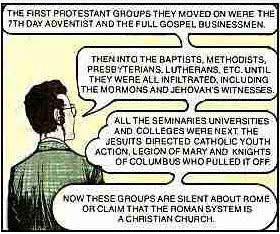 THE FIRST PROTESTANT GROUPS THEY MOVED ON WERE THE
7TH DAY ADVENTIST AND THE FULL GOSPEL BUSINESSMEN.
THEN INTO THE BAPTISTS, METHODISTS,
PRESBYTERIANS, LUTHERANS, ETC. UNTIL
THEY WERE ALL INFILTRATED, INCLUDING
THE MORMONS AND JEHOVAH'S WITNESSES.
ALL THE SEMINARIES UNIVERSITIES
AND COLLEGES WERE NEXT. THE
JESUITS DIRECTED CATHOLIC YOUTH
ACTION, LEGION OF MARY AND KNIGHTS
OF COLUMBUS WHO PULLED IT OFF.
NOW THESE GROUPS ARE SILENT ABOUT ROME
OR CLAIM THAT THE ROMAN SYSTEM IS
A CHRISTIAN CHURCH.